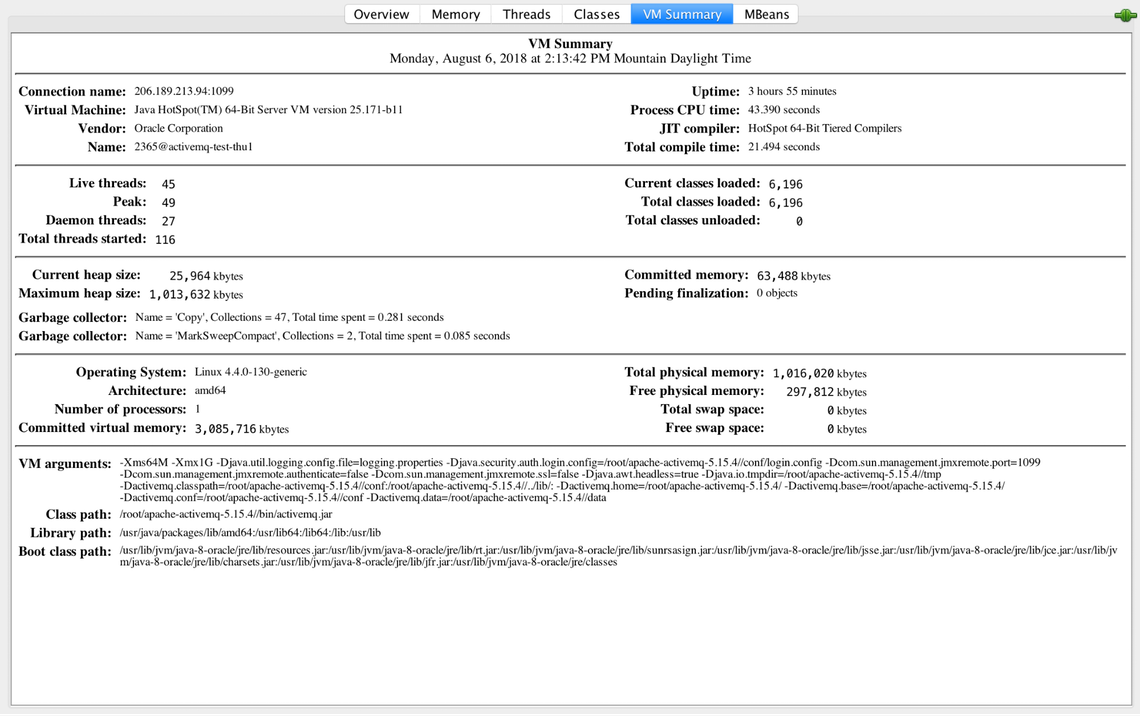 Overview Memory Threads Classes VM Summary MBeans
VM Summary
Monday, August 6, 2018 at 2:13:42 PM Mountain Daylight Time
Connection name: 206.189.213.94:1099
Virtual Machine: Java HotSpot(TM) 64-Bit Server VM version 25.171-b11
Vendor: Oracle Corporation
Name: 2365@activemq-test-thu1
Uptime: 3 hours 55 minutes
Process CPU time: 43.390 seconds
JIT compiler: HotSpot 64-Bit Tiered Compilers
Total compile time: 21.494 seconds
Live threads: 45
Peak: 49
Daemon threads: 27
Total threads started: 116
Current classes loaded: 6,196
Total classes loaded: 6,196
Total classes unloaded: 0
Current heap size: 25,964 kbytes
Maximum heap size: 1,013,632 kbytes
Committed memory: 63,488 kbytes
Pending finalization: 0 objects
Garbage collector: Name = 'Copy', Collections = 47, Total time spent = 0.281 seconds
Garbage collector: Name = 'MarkSweepCompact', Collections = 2, Total time spent = 0.085 seconds
Operating System: Linux 4.4.0-130-generic
Architecture: amd64
Number of processors: 1
Committed virtual memory: 3,085,716 kbytes
Total physical memory: 1,016,020 kbytes
Free physical memory: 297,812 kbytes
Total swap space: 0 kbytes
Free swap space: 0 kbytes
VM arguments: -Xms64M -Xmx1G -Djava.util.logging.config.file=logging.properties -Djava.security.auth.login.config=/root/apache-activemq-5.15.4//conf/login.config -Dcom.sun.management.jmxremote.port=1099
-Dcom.sun.management.jmxremote.authenticate=false -Dcom.sun.management.jmxremote.ssl=false -Djava.awt.headless=true -Djava.io.tmpdir=/root/apache-activemq-5.15.4//tmp
-Dactivemq.classpath=/root/apache-activemq-5.15.4//conf:/root/apache-activemq-5.15.4//../lib/: -Dactivemq.home=/root/apache-activemq-5.15.4/ -Dactivemq.base=/root/apache-activemq-5.15.4/
-Dactivemq.conf=/root/apache-activemq-5.15.4//conf -Dactivemq.data=/root/apache-activemq-5.15.4//data
Class path: /root/apache-activemq-5.15.4//bin/activemq.jar
Library path: /usr/java/packages/lib/amd64:/usr/lib64:/lib64:/lib:/usr/lib
Boot class path: /usr/lib/jvm/java-8-oracle/jre/lib/resources.jar:/usr/lib/jvm/java-8-oracle/jre/lib/rt.jar:/usr/lib/jvm/java-8-oracle/jre/lib/sunrsasign.jar:/usr/lib/jvm/java-8-oracle/jre/lib/jsse.jar:/usr/lib/jvm/java-8-oracle/jre/lib/jce.jar:/usr/lib/jv
m/java-8-oracle/jre/lib/charsets.jar:/usr/lib/jvm/java-8-oracle/jre/lib/jfr.jar:/usr/lib/jvm/java-8-oracle/jre/classes